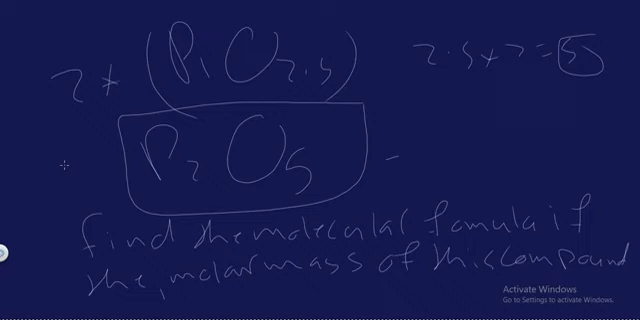 2 * (P1 O2.5) 2.5 x 2 = 5
P2 O5 -
find the molecular fomula if
the, molar mass of this compound
Activate Windows
Go to Settings to activate Windows.